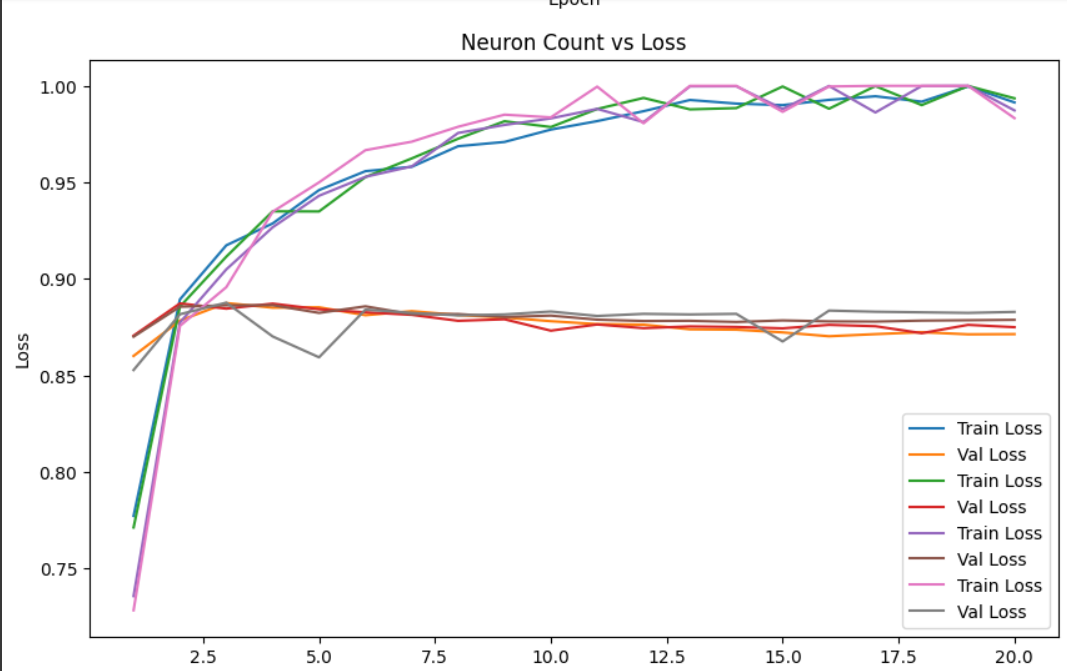 Epoch
Neuron Count vs Loss
1.00
0.95
0.90
0.85
0.80
0.75
Loss
Train Loss
Val Loss
Train Loss
Val Loss
Train Loss
Val Loss
Train Loss
Val Loss
2.5 5.0 7.5 10.0 12.5 15.0 17.5 20.0